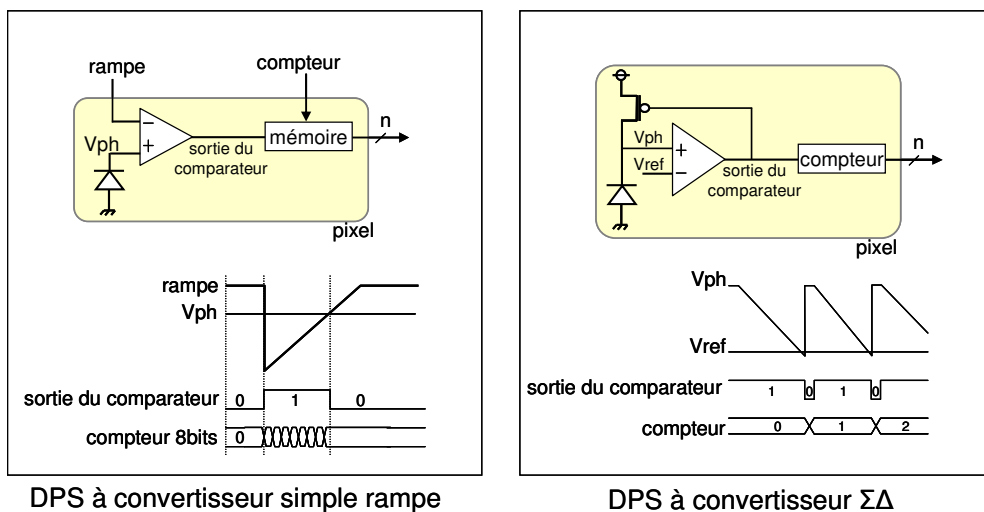 rampe
compteur
−
+
Vph
mémoire
n
sortie du
comparateur
pixel
rampe
Vph
sortie du comparateur
0 1 0
compteur 8bits
0
DPS à convertisseur simple rampe
Vph
Vref
+
−
sortie du
comparateur
compteur
n
pixel
Vph
Vref
sortie du comparateur
1 0 1 0
compteur
0 1 2
DPS à convertisseur ΣΔ